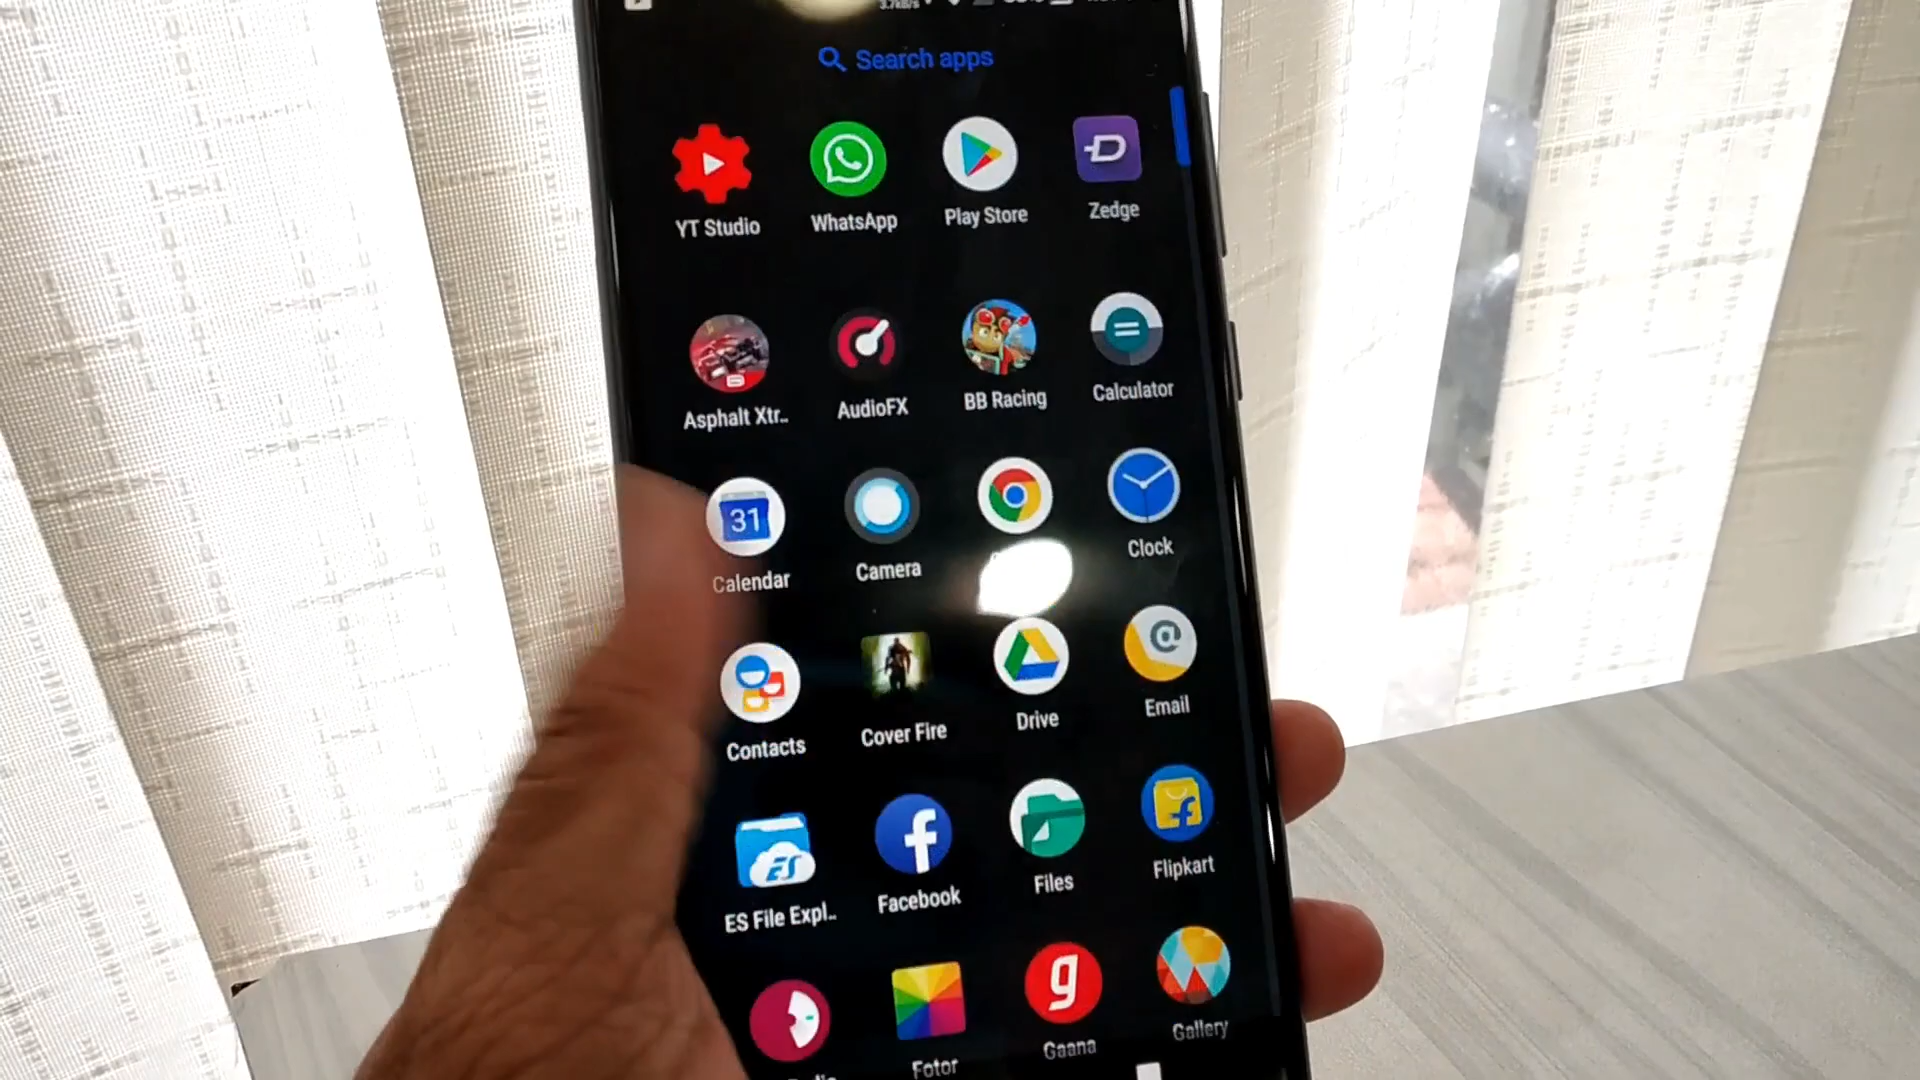 Search apps
YT Studio
WhatsApp
Play Store
Zedge
Asphalt Xtr..
AudioFX
BB Racing
Calculator
31
Calendar
Camera
Clock
Contacts
Cover Fire
Drive
@
Email
ES
ES File Expl..
f
Facebook
Files
f
Flipkart
Fotor
g
Gaana
Gallery